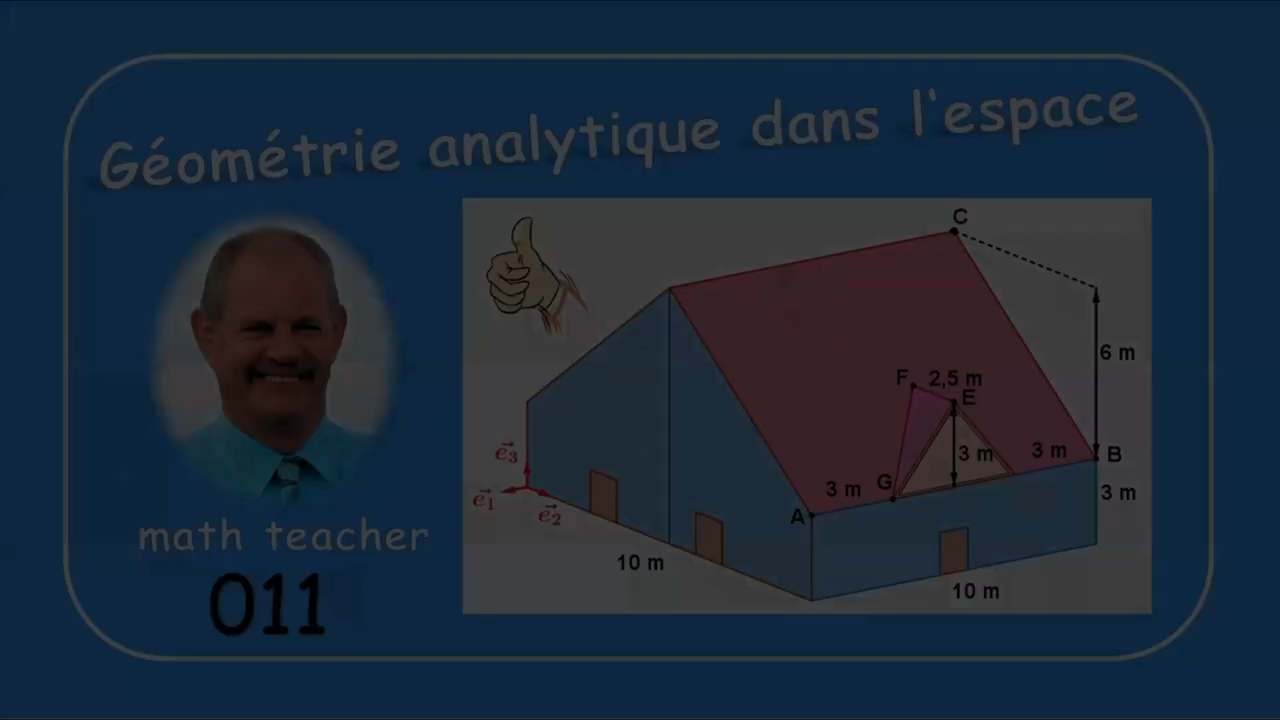 Géométrie analytique dans l'espace
C
6 m
F 2,5 m
E
3 m
3 m
B
3 m G
3 m
A
e₃
e₁
e₂
10 m
10 m
math teacher
011